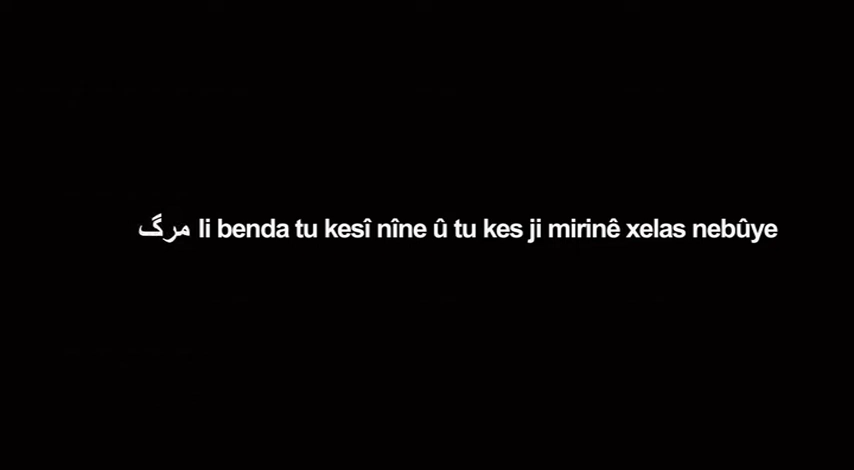 مرگ li benda tu kesî nîne û tu kes ji mirinê xelas nebûye